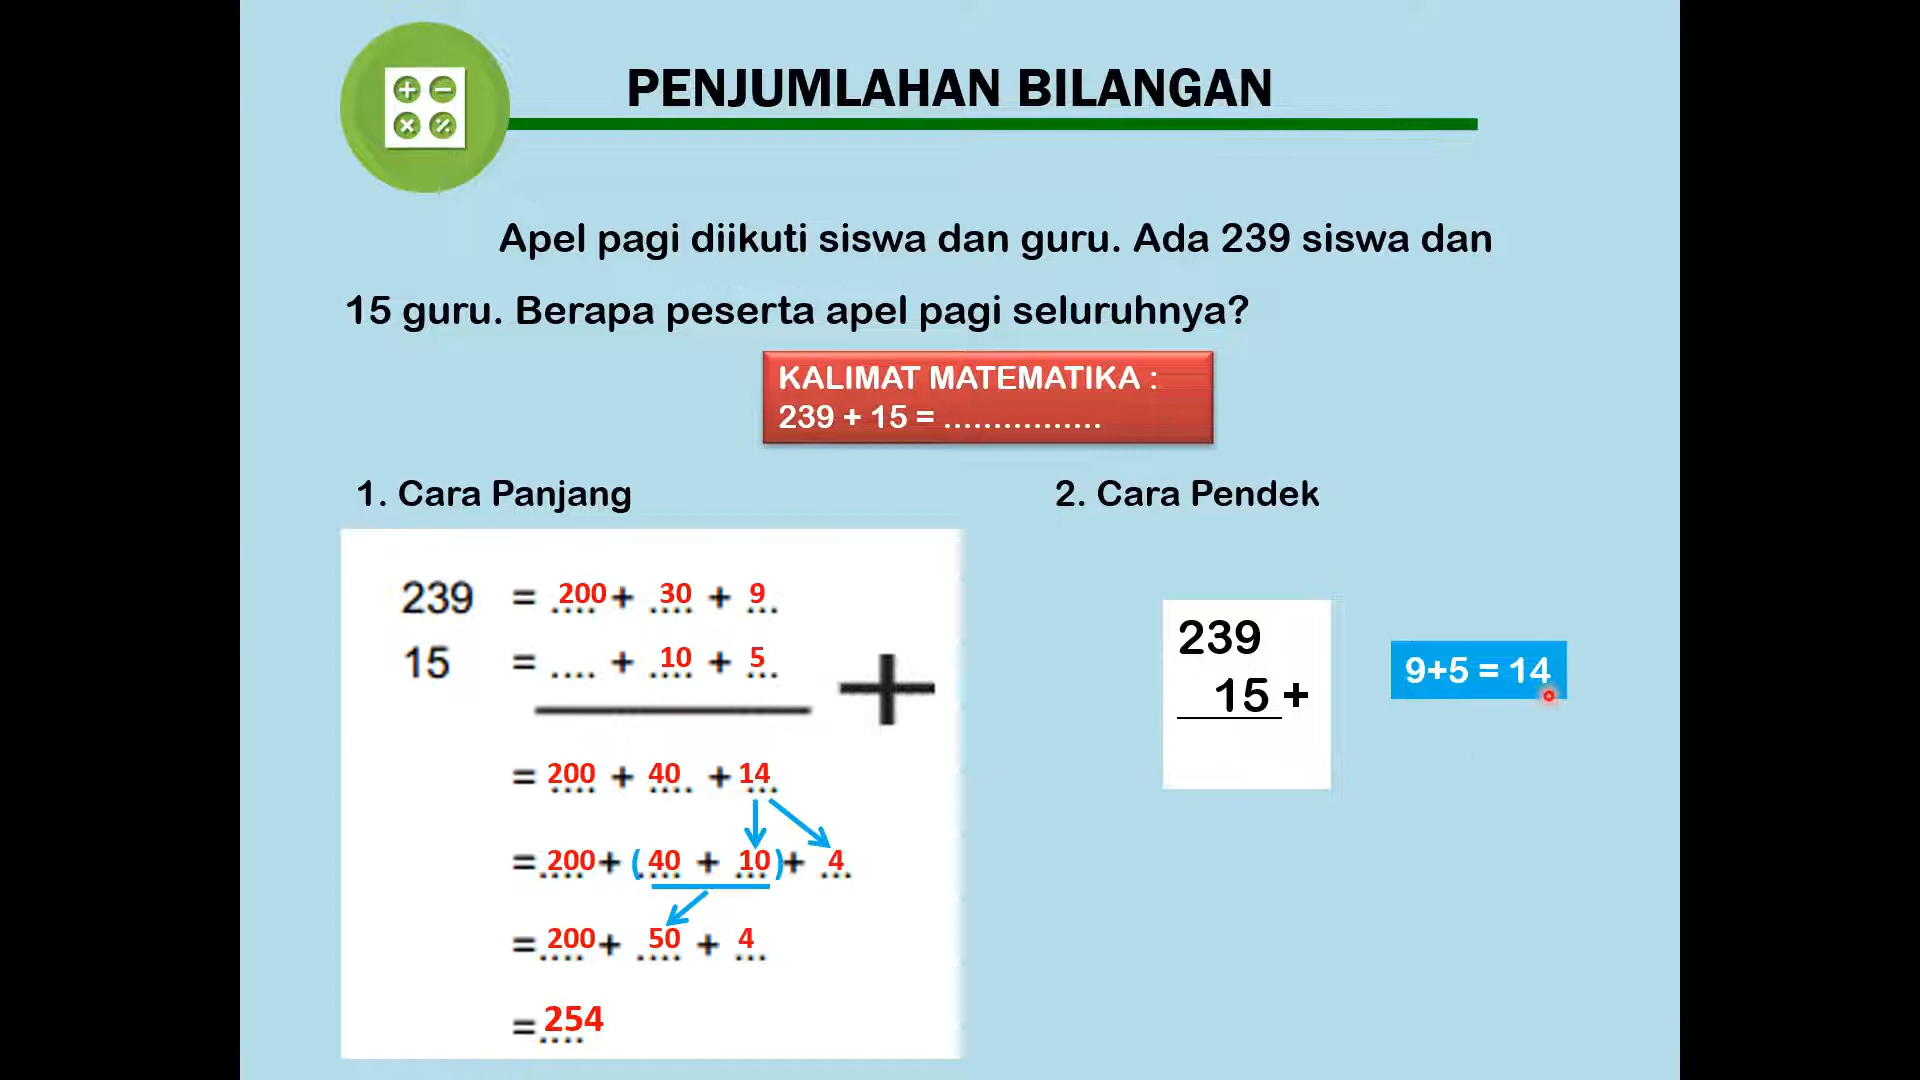 PENJUMLAHAN BILANGAN
Apel pagi diikuti siswa dan guru. Ada 239 siswa dan
15 guru. Berapa peserta apel pagi seluruhnya?
KALIMAT MATEMATIKA :
239 + 15 = ................
1. Cara Panjang
239 = 200 + 30 + 9
15 = .... + 10 + 5
+
= 200 + 40 + 14
= 200 + ( 40 + 10 ) + 4
= 200 + 50 + 4
= 254
2. Cara Pendek
239
15 +
9+5 = 14